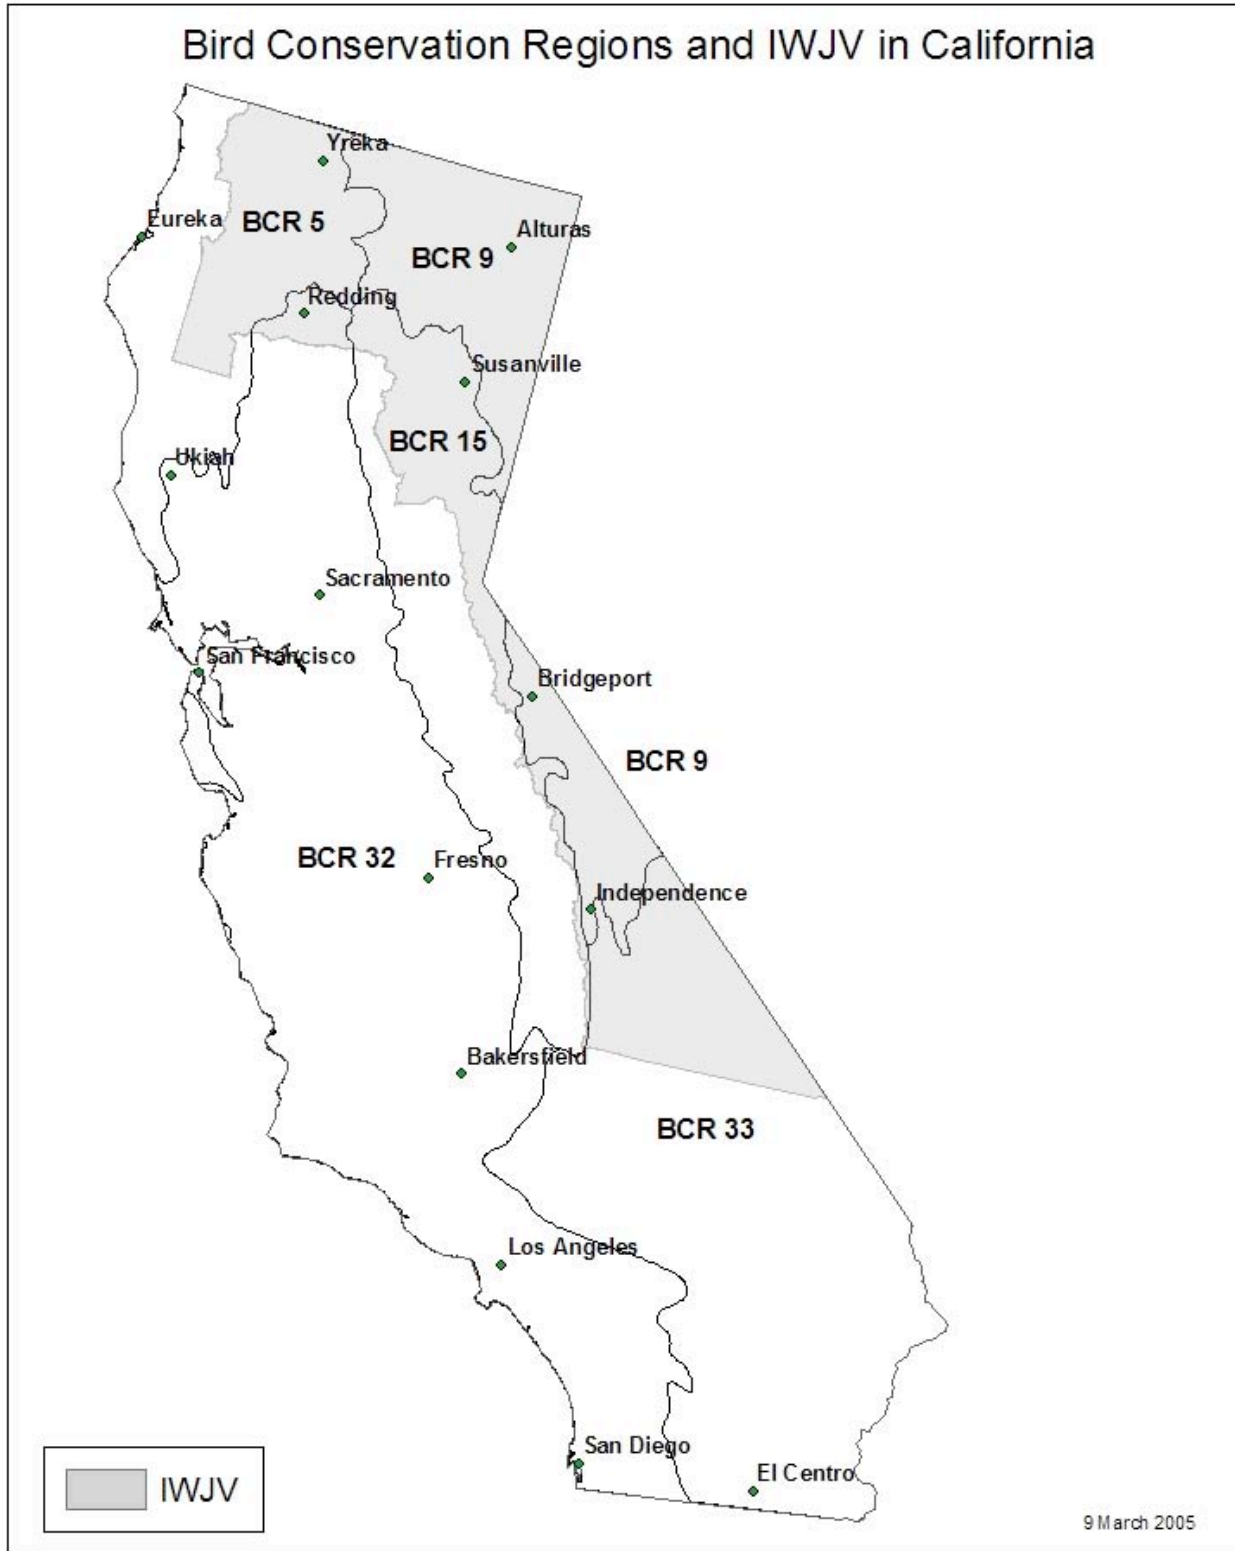 Bird Conservation Regions and IWJV in California
Yreka
Eureka
BCR 5
Alturas
BCR 9
Redding
Susanville
BCR 15
Ukiah
Sacramento
San Francisco
Bridgeport
BCR 9
BCR 32
Fresno
Independence
Bakersfield
BCR 33
Los Angeles
San Diego
El Centro
IWJV
9 March 2005